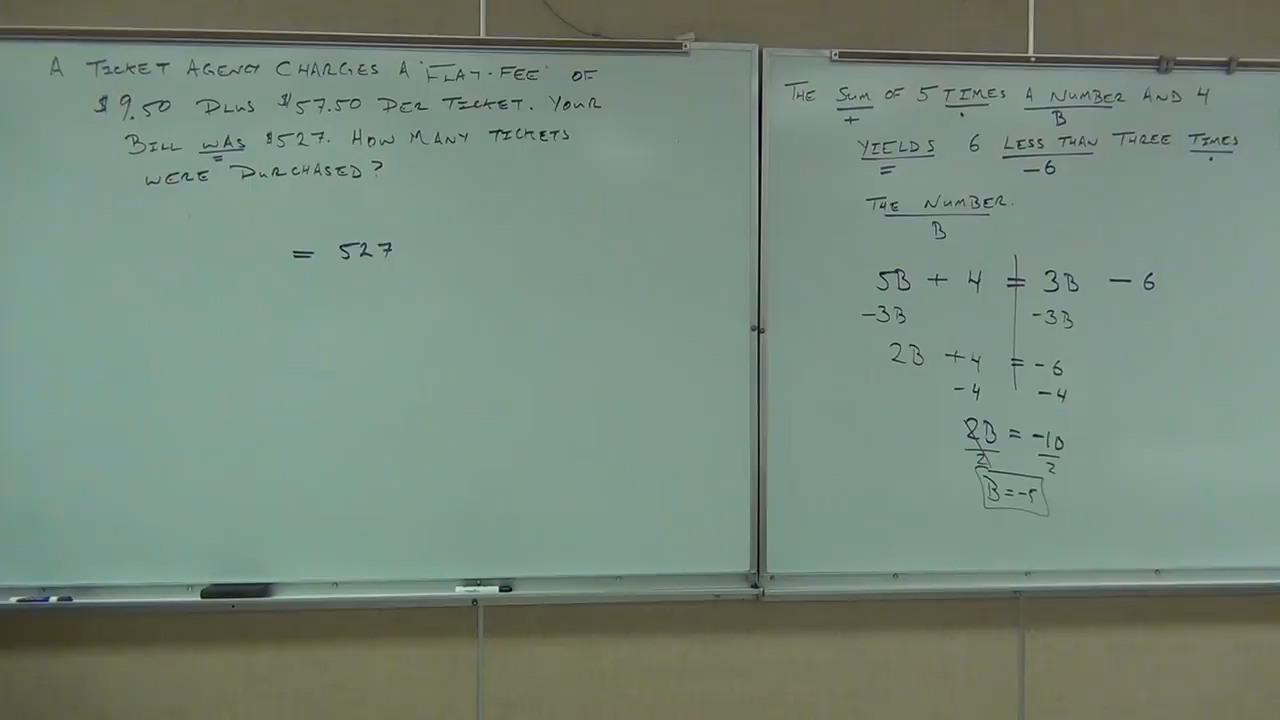 A TICKET AGENCY CHARGES A "FLAT-FEE" OF
$9.50 PLUS $57.50 PER TICKET. YOUR
BILL WAS $527. HOW MANY TICKETS
=
WERE PURCHASED?
= 527
THE SUM OF 5 TIMES A NUMBER AND 4
+ · B
YIELDS 6 LESS THAN THREE TIMES
= -6 ·
THE NUMBER.
B
5B + 4 = 3B - 6
-3B -3B
2B +4 = -6
-4 -4
2B = -10
2 2
B = -5